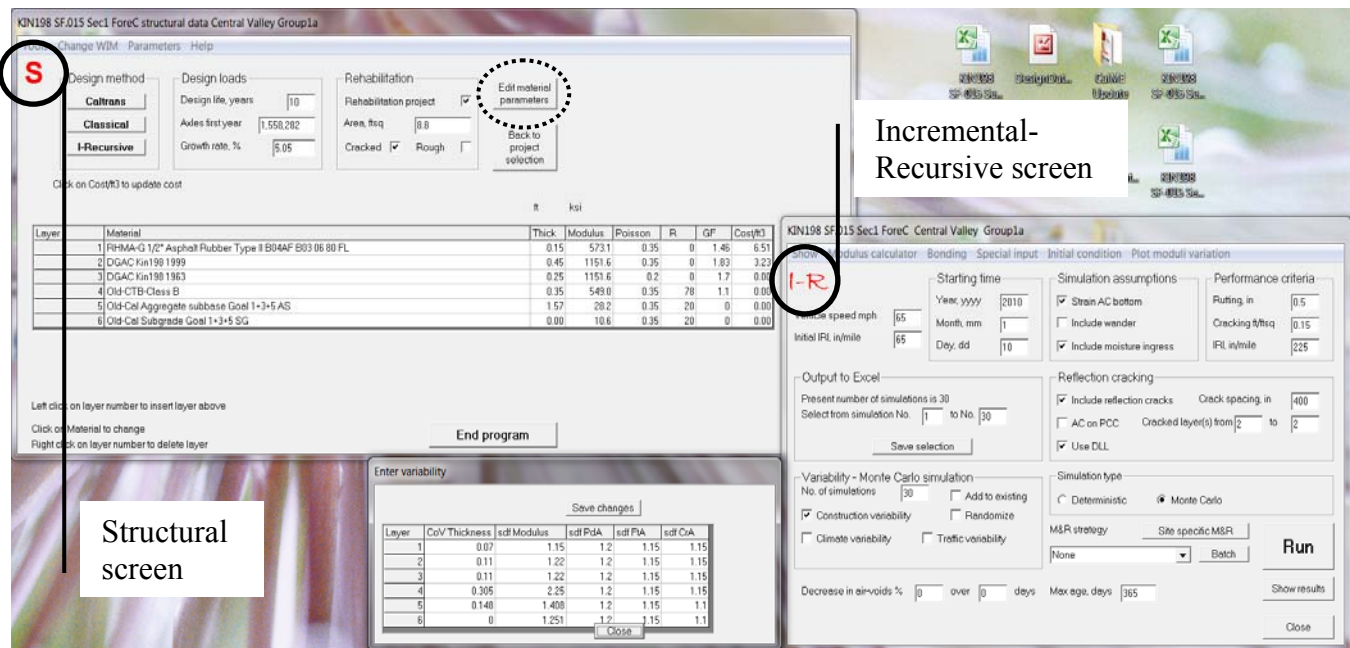 KIN198 SF.015 Sec1 ForeC structural data Central Valley Group1a
Tools Change WIM Parameters Help
S
Design method
Caltrans
Classical
I-Recursive
Design loads
Design life, years 10
Axles first year 1,558,282
Growth rate, % 5.05
Rehabilitation
Rehabilitation project
Area, ftsq 8.8
Cracked Rough
Edit material
parameters
Back to
project
selection
Click on Cost/ft3 to update cost
ft ksi
Layer Material Thick Modulus Poisson R GF Cost/ft3
1 RHMA-G 1/2" Asphalt Rubber Type II B04AF B03 06 80 FL 0.15 573.1 0.35 0 1.46 6.51
2 DGAC Kin198 1999 0.45 1151.6 0.35 0 1.83 3.23
3 DGAC Kin198 1963 0.25 1151.6 0.2 0 1.7 0.00
4 Old-CTB-Class B 0.35 549.0 0.35 78 1.1 0.00
5 Old-Cal Aggregate subbase Goal 1+3+5 AS 1.57 28.2 0.35 20 0 0.00
6 Old-Cal Subgrade Goal 1+3+5 SG 0.00 10.6 0.35 20 0 0.00
Left click on layer number to insert layer above
Click on Material to change
Right click on layer number to delete layer
End program
Structural
screen
Enter variability
Save changes
Layer CoV Thickness sdf Modulus sdf PdA sdf FtA sdf CrA
1 0.07 1.15 1.2 1.15 1.15
2 0.11 1.22 1.2 1.15 1.15
3 0.11 1.22 1.2 1.15 1.15
4 0.305 2.25 1.2 1.15 1.15
5 0.148 1.408 1.2 1.15 1.1
6 0 1.251 1.2 1.15 1.1
Close
Incremental-
Recursive screen
KIN198 SF.015 Sec1 ForeC Central Valley Group1a
Show Modulus calculator Bonding Special input Initial condition Plot moduli variation
I-R
Vehicle speed mph 65
Initial IRI, in/mile 65
Starting time
Year, yyyy 2010
Month, mm 1
Day, dd 10
Simulation assumptions
Strain AC bottom
Include wander
Include moisture ingress
Performance criteria
Rutting, in 0.5
Cracking ft/ftsq 0.15
IRI, in/mile 225
Output to Excel
Present number of simulations is 30
Select from simulation No. 1 to No. 30
Save selection
Reflection cracking
Include reflection cracks Crack spacing, in 400
AC on PCC Cracked layer(s) from 2 to 2
Use DLL
Variability - Monte Carlo simulation
No. of simulations 30 Add to existing
Construction variability Randomize
Climate variability Traffic variability
Simulation type
Deterministic Monte Carlo
M&R strategy Site specific M&R
None Batch
Run
Decrease in air-voids % 0 over 0 days Max age, days 365
Show results
Close